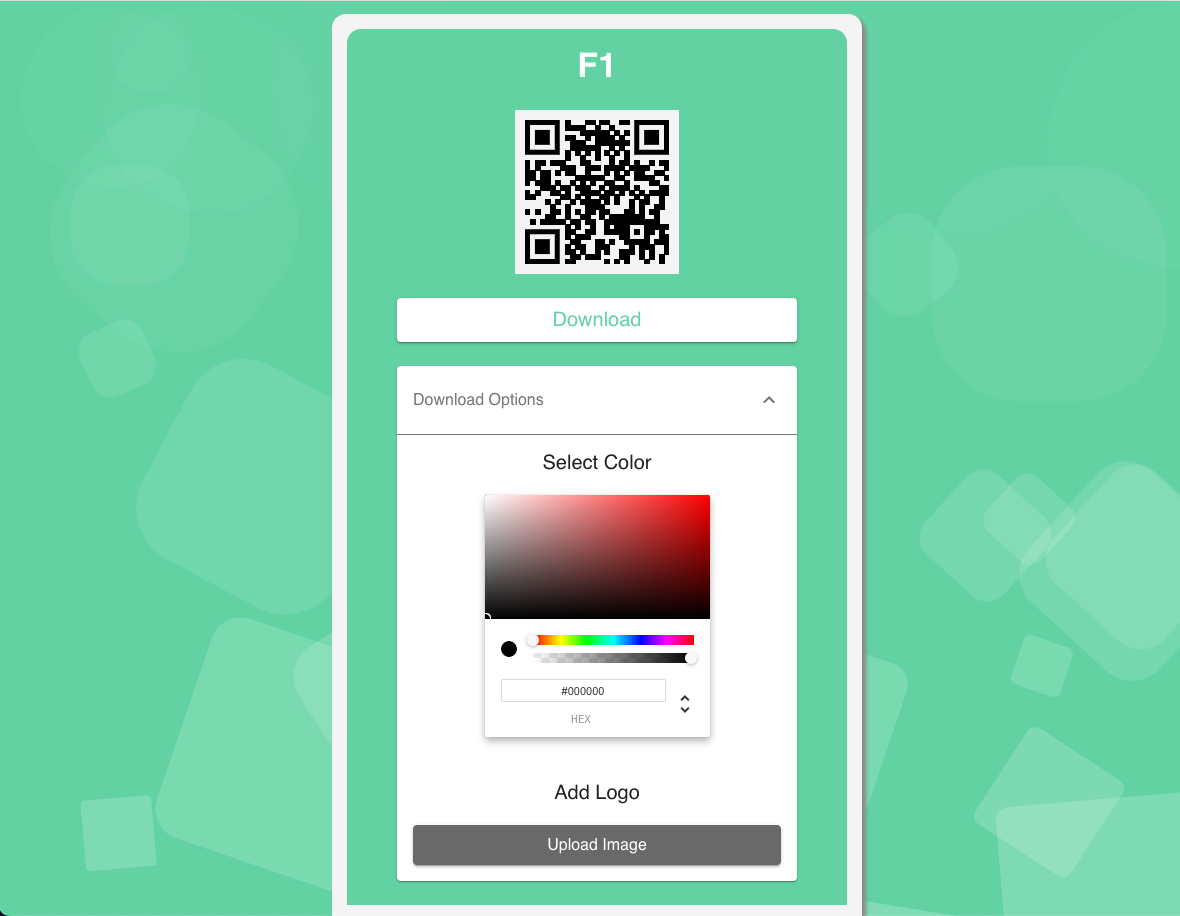 F1
Download
Download Options
Select Color
#000000
HEX
Add Logo
Upload Image